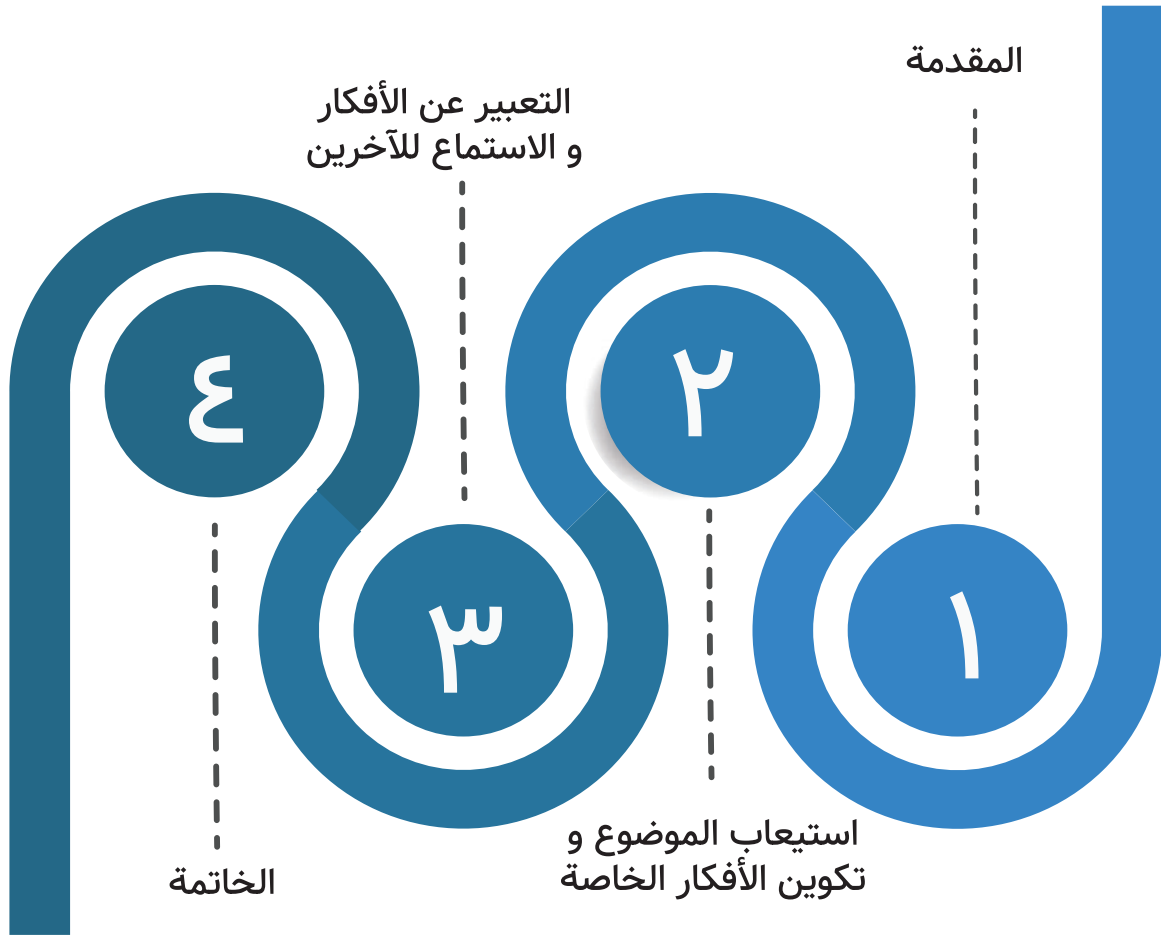 المقدمة
١
استيعاب الموضوع و
تكوين الأفكار الخاصة
٢
التعبير عن الأفكار
و الاستماع للآخرين
٣
الخاتمة
٤